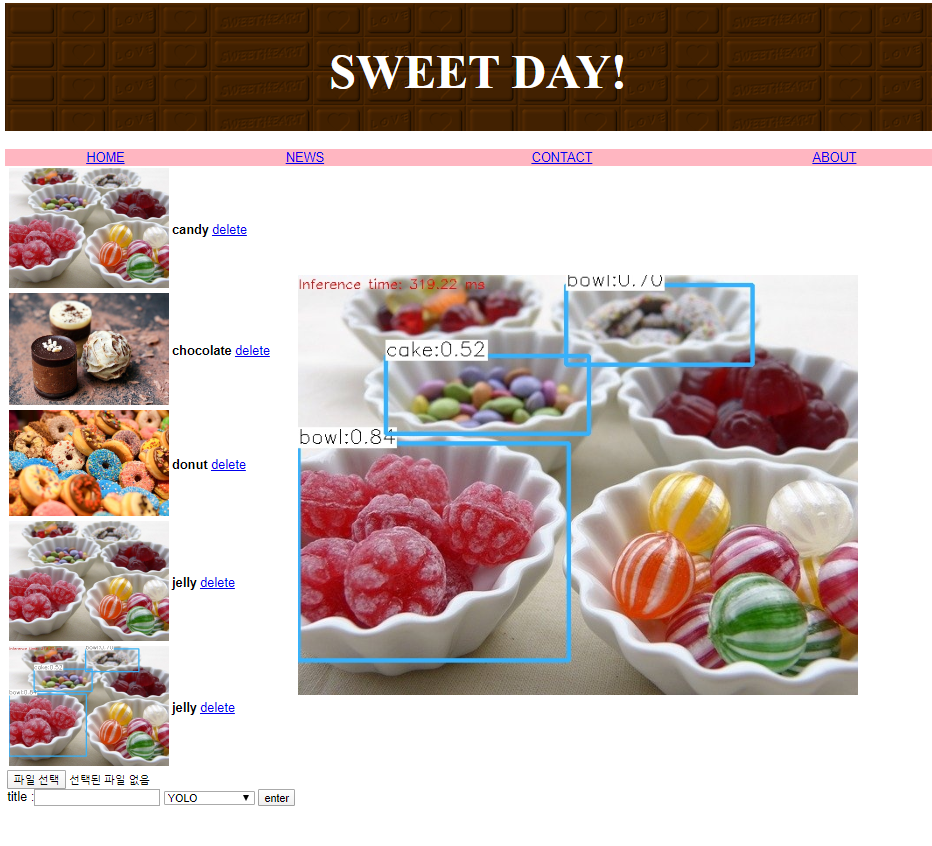 SWEET DAY!
HOME NEWS CONTACT ABOUT
candy delete
chocolate delete
donut delete
jelly delete
jelly delete
Inference time: 319.22 ms
bowl:0.70
cake:0.52
bowl:0.84
파일 선택 선택된 파일 없음
title : YOLO enter